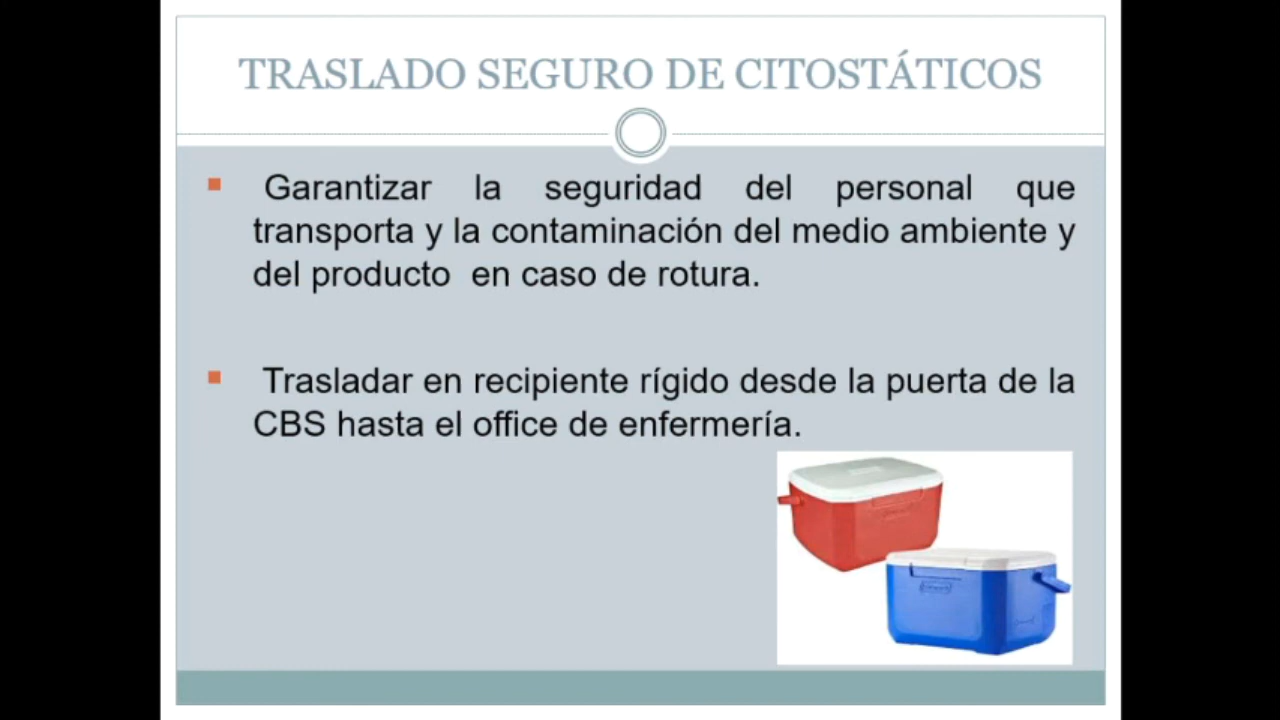 TRASLADO SEGURO DE CITOSTÁTICOS
Garantizar la seguridad del personal que
transporta y la contaminación del medio ambiente y
del producto en caso de rotura.
Trasladar en recipiente rígido desde la puerta de la
CBS hasta el office de enfermería.